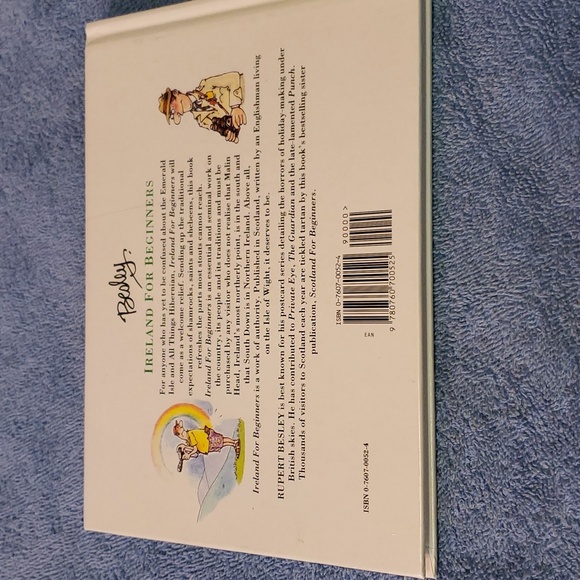 Besley.
IRELAND FOR BEGINNERS
For anyone who has yet to be confused about the Emerald
Isle and All Things Hibernian, Ireland For Beginners will
come as a welcome relief. Sending up the traditional
expectations of shamrocks, saints and shebeens, this book
refreshes the parts most stouts cannot reach.
Ireland For Beginners is an essential and seminal work on
the country, its people and its traditions and must be
purchased by any visitor who does not realise that Malin
Head, Ireland's most northerly point, is in the south and
that South Down is in Northern Ireland. Above all,
Ireland For Beginners is a work of authority. Published in Scotland, written by an Englishman living
on the Isle of Wight, it deserves to be.
RUPERT BESLEY is best known for his postcard series detailing the horrors of holiday-making under
British skies. He has contributed to Private Eye, The Guardian and the late-lamented Punch.
Thousands of visitors to Scotland each year are tickled tartan by this book's bestselling sister
publication, Scotland For Beginners.
ISBN 0-7607-0052-4
90000>
EAN
9 780760 700525
ISBN 0-7607-0052-4